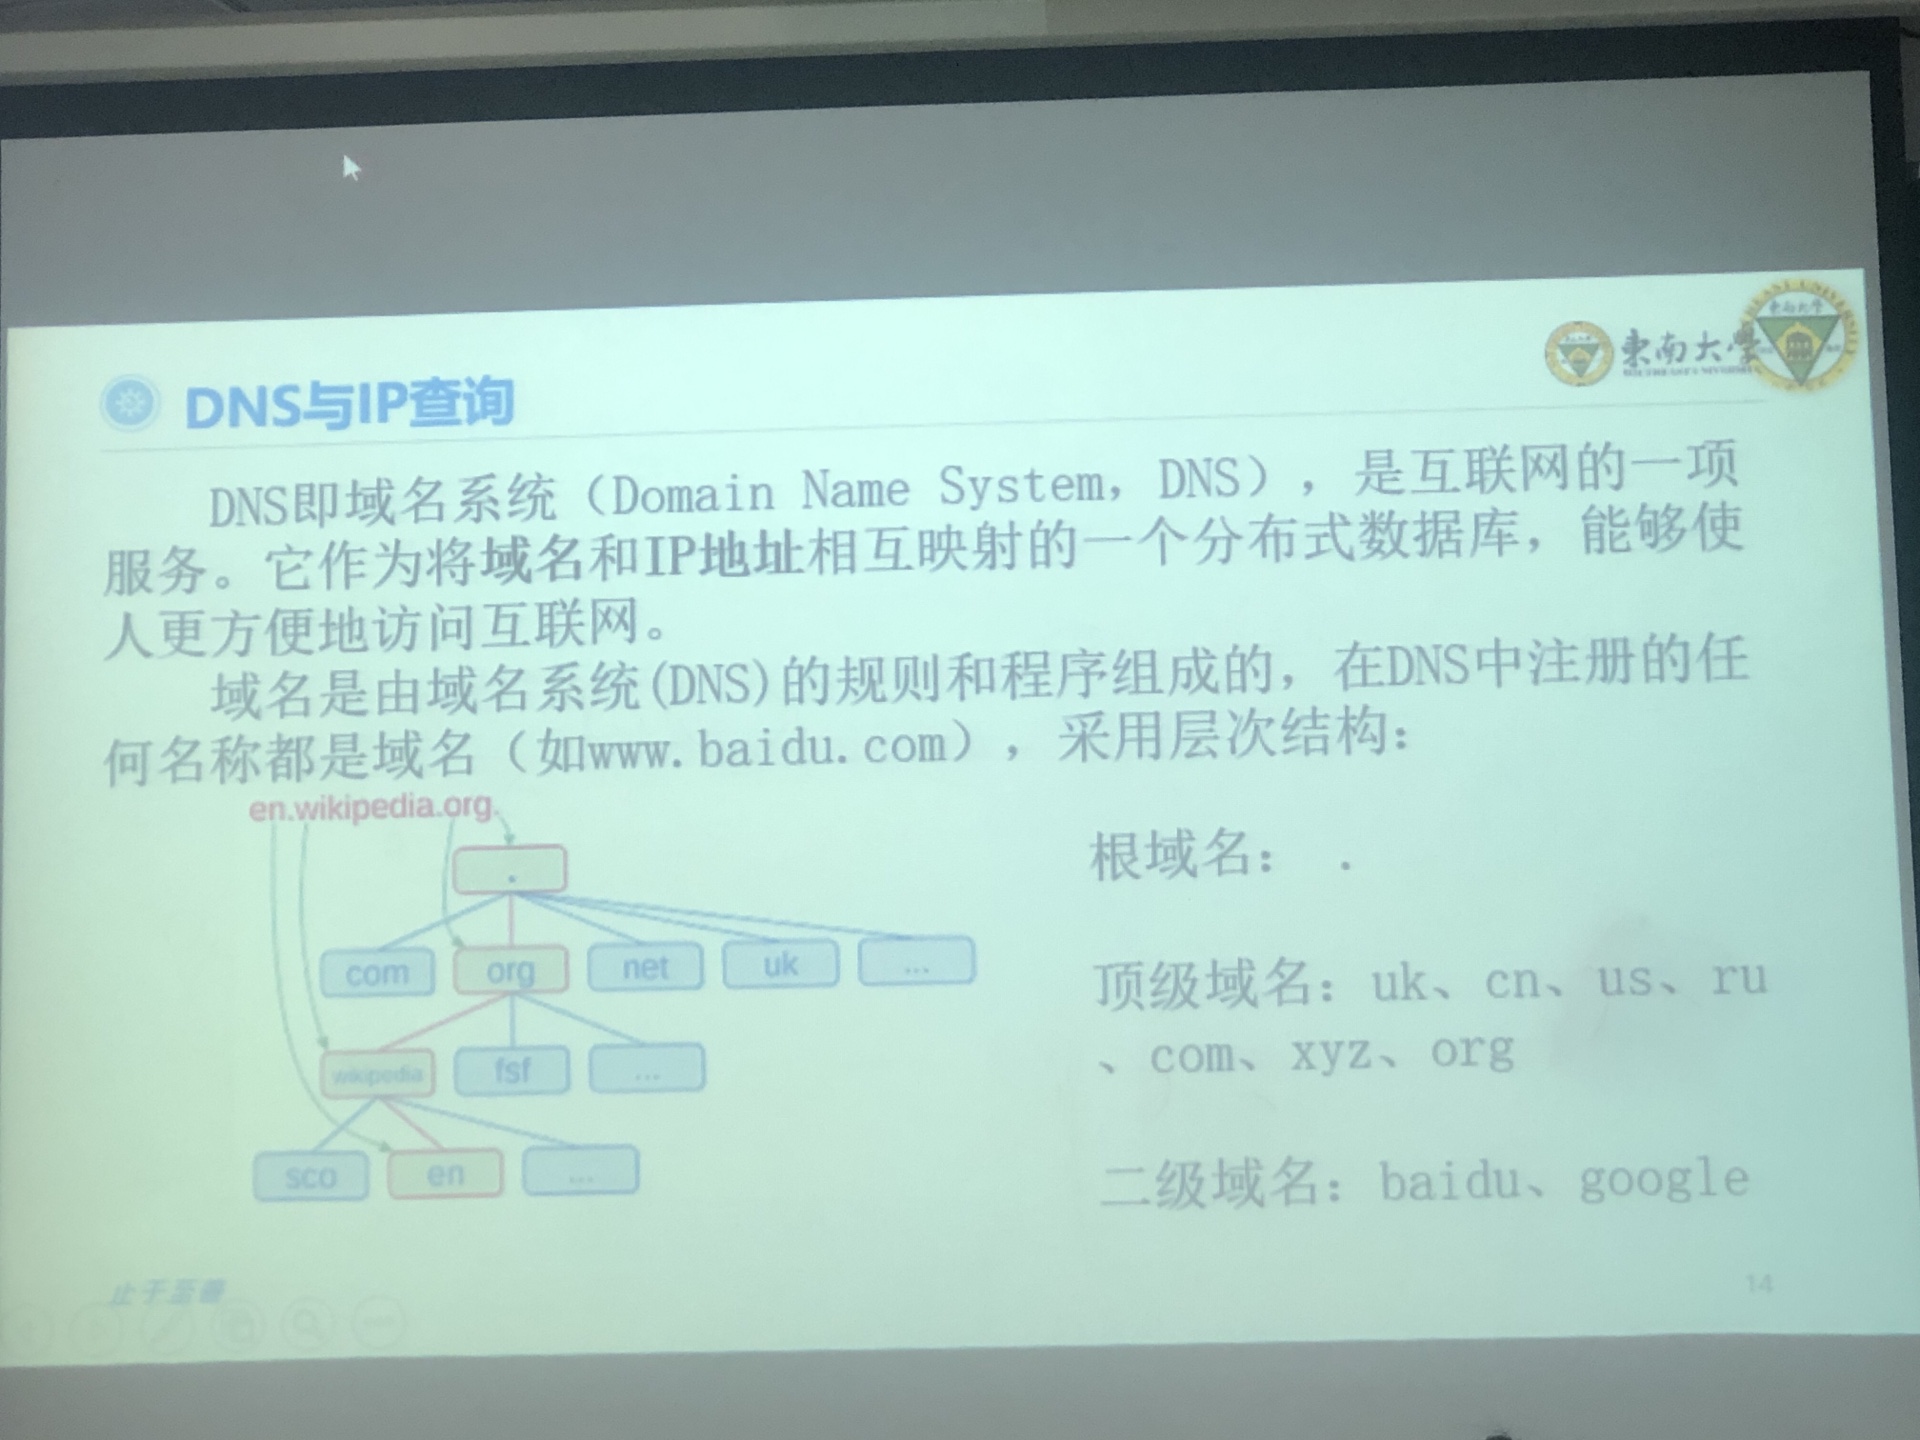 東南大學
東南大學
DNS与IP查询
DNS即域名系统（Domain Name System，DNS），是互联网的一项
服务。它作为将域名和IP地址相互映射的一个分布式数据库，能够使
人更方便地访问互联网。
域名是由域名系统(DNS)的规则和程序组成的，在DNS中注册的任
何名称都是域名（如www.baidu.com），采用层次结构：
en.wikipedia.org.
.
com org net uk ...
wikipedia fsf ...
sco en ...
根域名： .
顶级域名：uk、cn、us、ru
、com、xyz、org
二级域名：baidu、google
止于至善
14